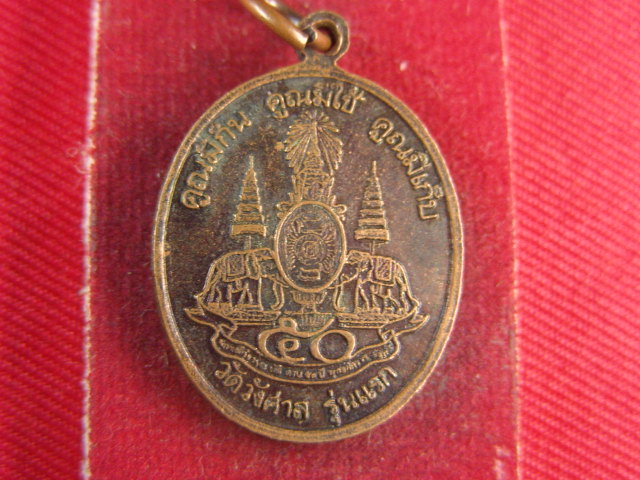 คูณมีกิน คูณมีใช้ คูณมีเก็บ
๕๐
วัดวังศาล รุ่นแรก